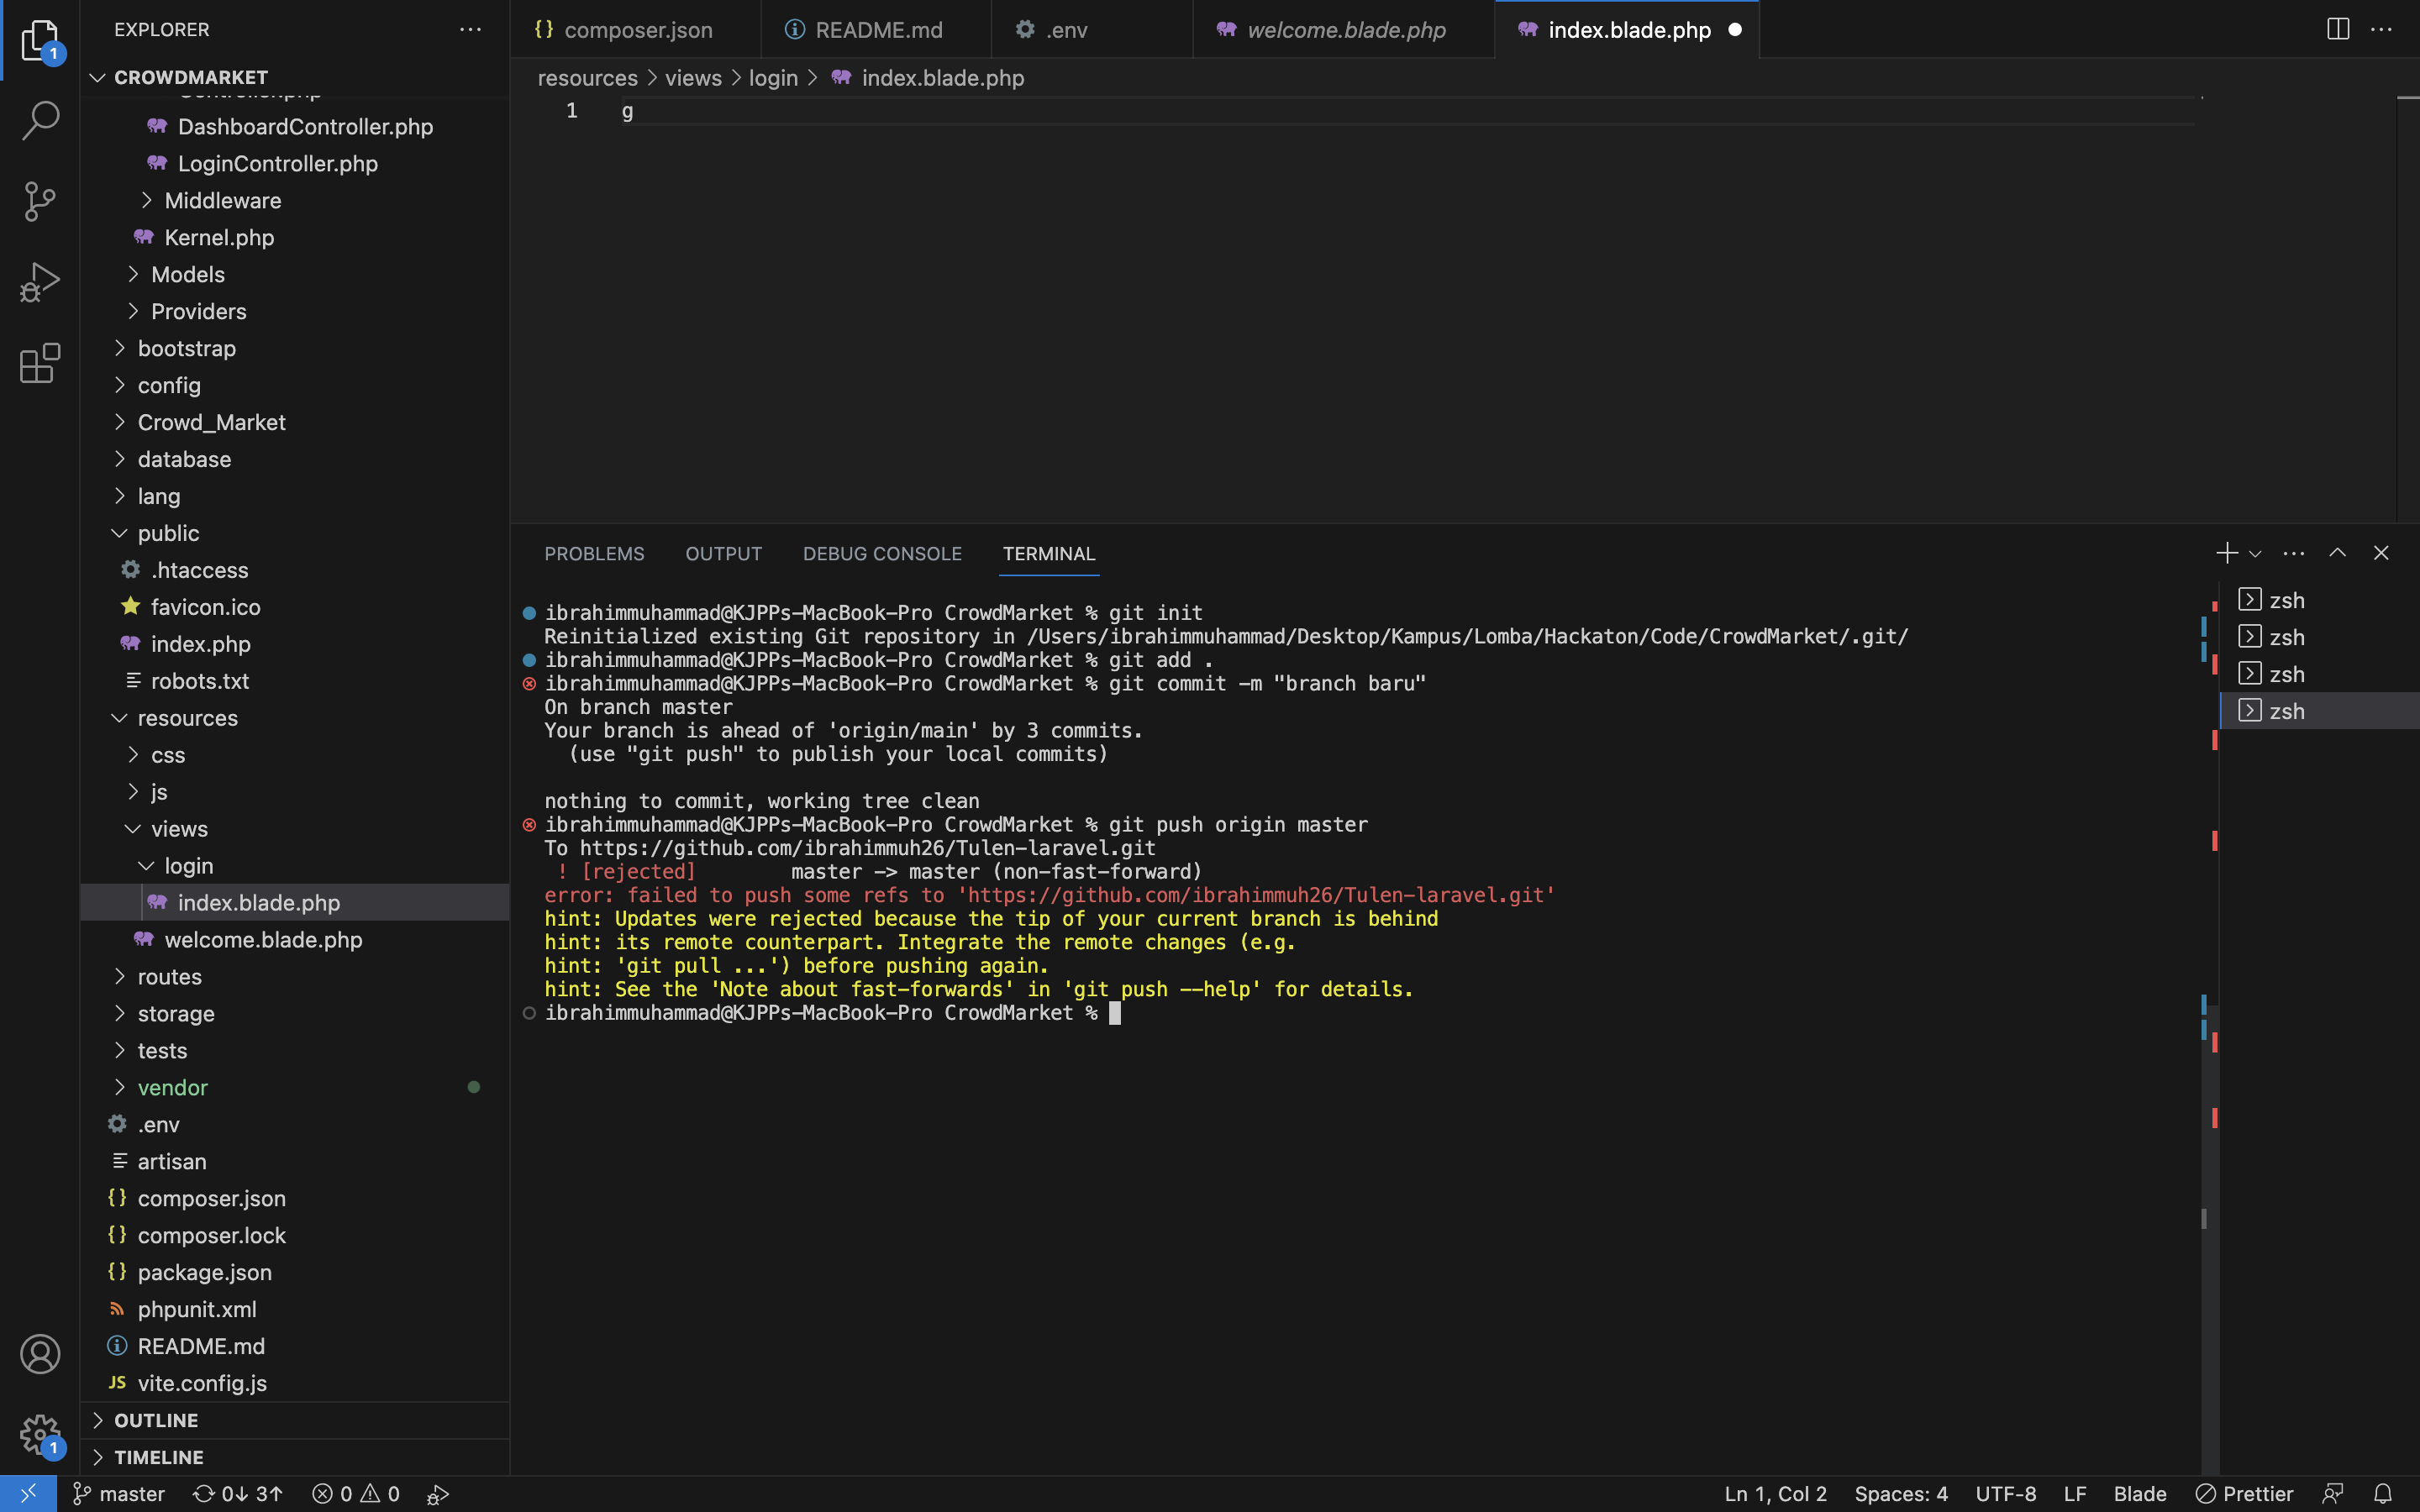 EXPLORER
CROWDMARKET
DashboardController.php
LoginController.php
Middleware
Kernel.php
Models
Providers
bootstrap
config
Crowd_Market
database
lang
public
.htaccess
favicon.ico
index.php
robots.txt
resources
css
js
views
login
index.blade.php
welcome.blade.php
routes
storage
tests
vendor
.env
artisan
composer.json
composer.lock
package.json
phpunit.xml
README.md
JS vite.config.js
OUTLINE
TIMELINE
1
1
composer.json README.md .env welcome.blade.php index.blade.php
resources > views > login > index.blade.php
1 g
PROBLEMS OUTPUT DEBUG CONSOLE TERMINAL
ibrahimmuhammad@KJPPs-MacBook-Pro CrowdMarket % git init
Reinitialized existing Git repository in /Users/ibrahimmuhammad/Desktop/Kampus/Lomba/Hackaton/Code/CrowdMarket/.git/
ibrahimmuhammad@KJPPs-MacBook-Pro CrowdMarket % git add .
ibrahimmuhammad@KJPPs-MacBook-Pro CrowdMarket % git commit -m "branch baru"
On branch master
Your branch is ahead of 'origin/main' by 3 commits.
(use "git push" to publish your local commits)
nothing to commit, working tree clean
ibrahimmuhammad@KJPPs-MacBook-Pro CrowdMarket % git push origin master
To https://github.com/ibrahimmuh26/Tulen-laravel.git
! [rejected] master -> master (non-fast-forward)
error: failed to push some refs to 'https://github.com/ibrahimmuh26/Tulen-laravel.git'
hint: Updates were rejected because the tip of your current branch is behind
hint: its remote counterpart. Integrate the remote changes (e.g.
hint: 'git pull ...') before pushing again.
hint: See the 'Note about fast-forwards' in 'git push --help' for details.
ibrahimmuhammad@KJPPs-MacBook-Pro CrowdMarket %
zsh
zsh
zsh
zsh
master 0↓ 3↑ 0 0 Ln 1, Col 2 Spaces: 4 UTF-8 LF Blade Prettier